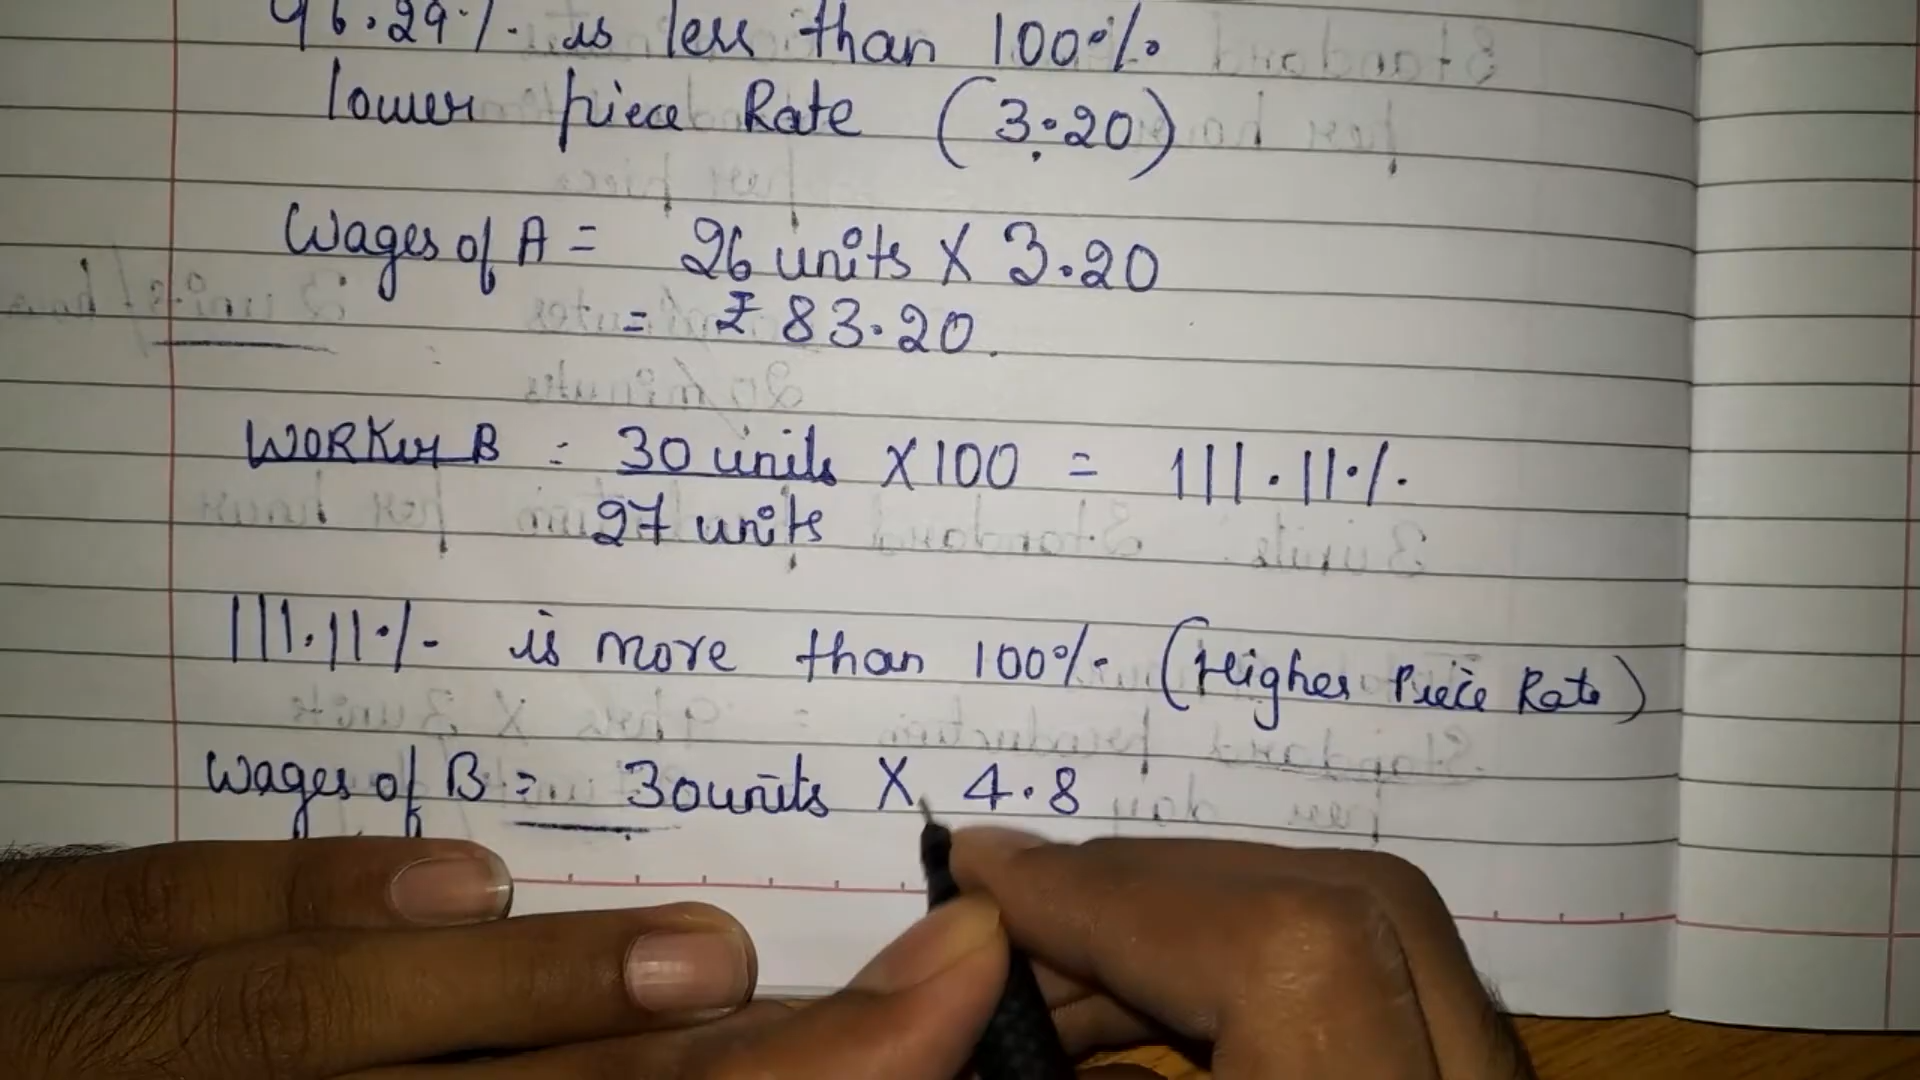 96.29% is less than 100%
lower piece Rate (3.20)
Wages of A = 26 units X 3.20
= ₹ 83.20.
Worker B = 30 units X100 = 111.11%
27 units
111.11% is more than 100% (Higher Piece Rate)
Wages of B = 30units X 4.8